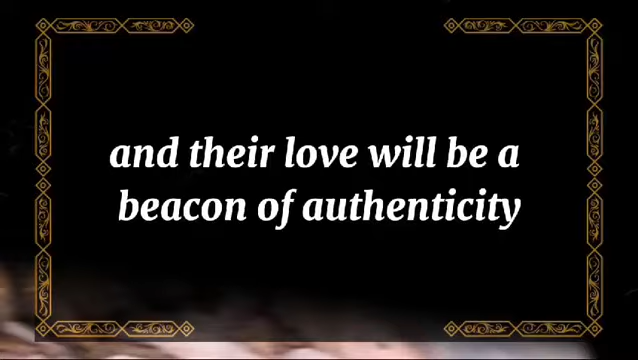 and their love will be a
beacon of authenticity